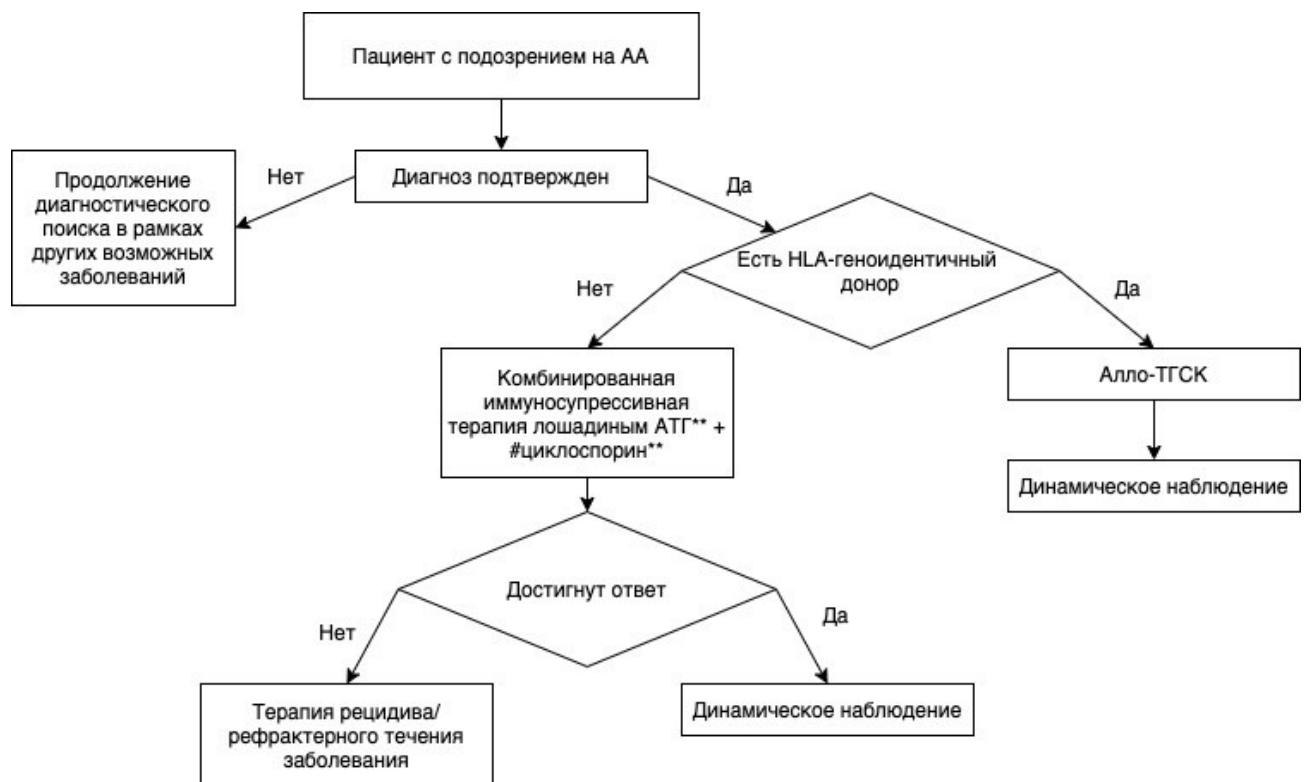 Пациент с подозрением на АА
Диагноз подтвержден
Нет
Да
Продолжение
диагностического
поиска в рамках
других возможных
заболеваний
Есть HLA-геноидентичный
донор
Нет
Да
Комбинированная
иммуносупрессивная
терапия лошадиным АТГ** +
#циклоспорин**
Алло-ТГСК
Динамическое наблюдение
Достигнут ответ
Нет
Да
Терапия рецидива/
рефрактерного течения
заболевания
Динамическое наблюдение